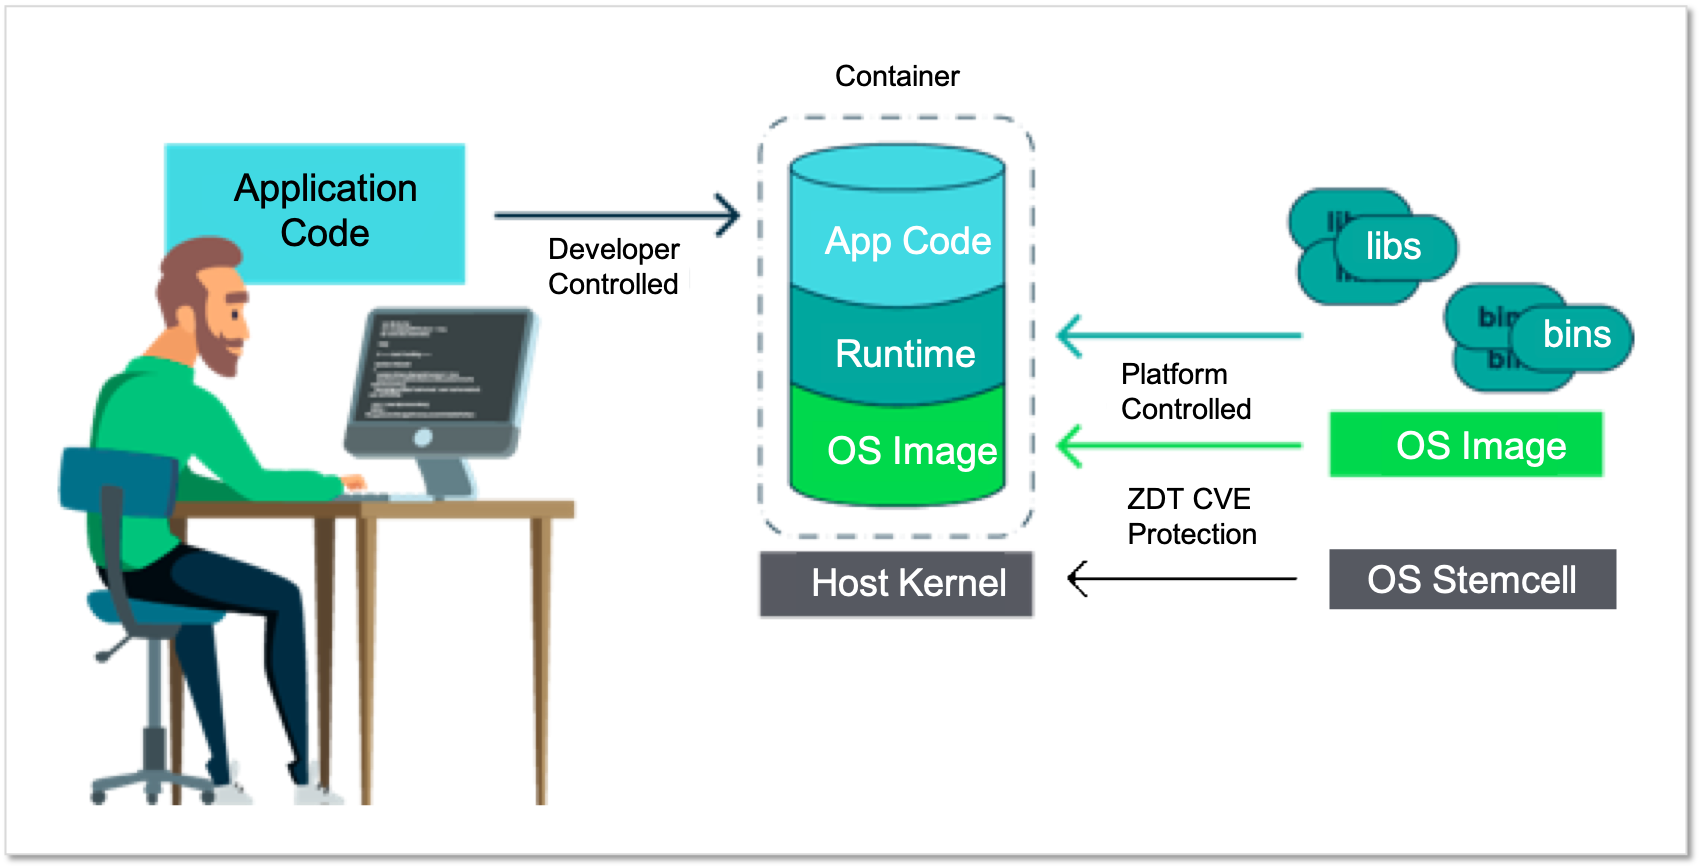 Container
Application
Code
Developer
Controlled
App Code
Runtime
OS Image
Host Kernel
libs
bins
Platform
Controlled
OS Image
ZDT CVE
Protection
OS Stemcell